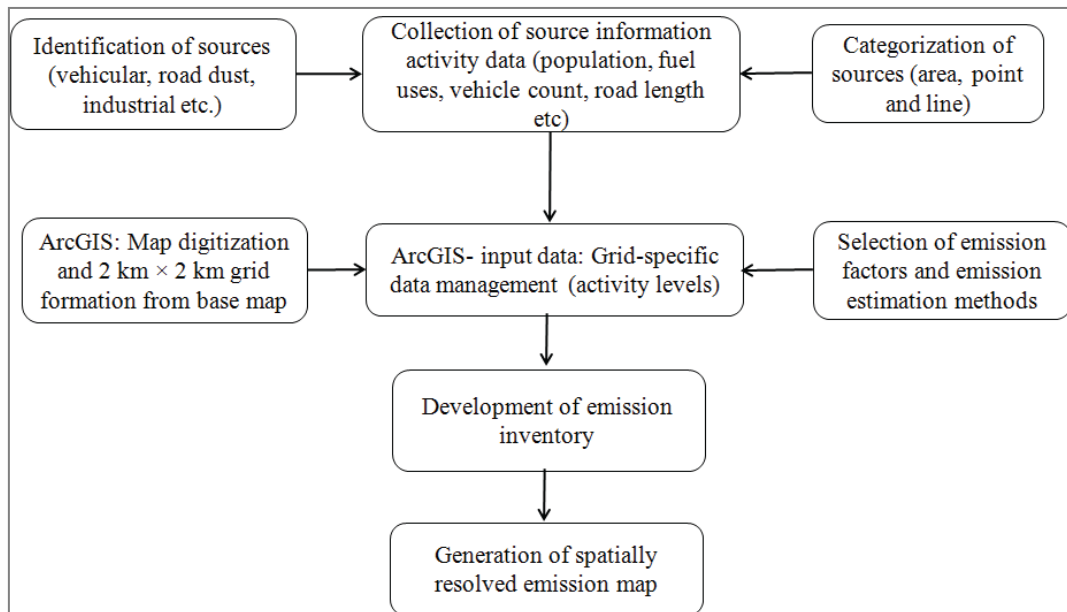 Identification of sources
(vehicular, road dust,
industrial etc.)
Collection of source information
activity data (population, fuel
uses, vehicle count, road length
etc)
Categorization of
sources (area, point
and line)
ArcGIS: Map digitization
and 2 km × 2 km grid
formation from base map
ArcGIS- input data: Grid-specific
data management (activity levels)
Selection of emission
factors and emission
estimation methods
Development of emission
inventory
Generation of spatially
resolved emission map